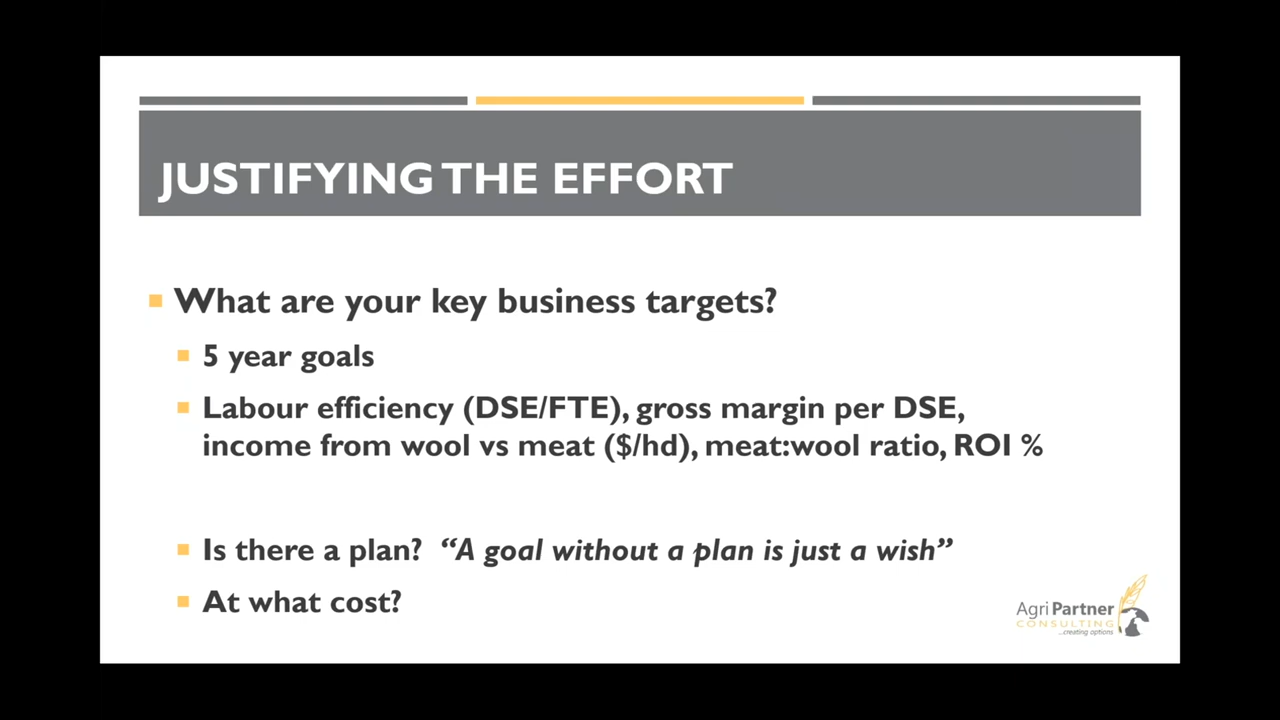 JUSTIFYING THE EFFORT
What are your key business targets?
5 year goals
Labour efficiency (DSE/FTE), gross margin per DSE,
income from wool vs meat ($/hd), meat:wool ratio, ROI %
Is there a plan? “A goal without a plan is just a wish”
At what cost?
Agri Partner
CONSULTING
...creating options